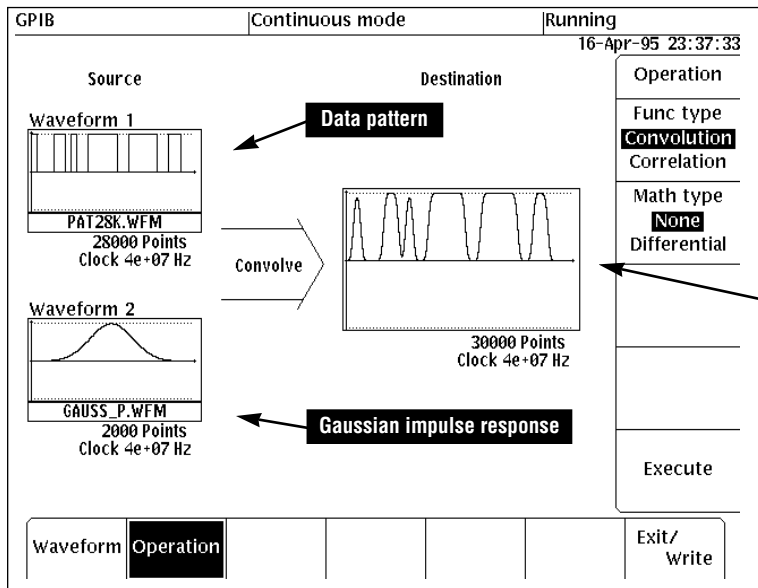 GPIB Continuous mode Running
16-Apr-95 23:37:33
Source
Destination
Waveform 1
Data pattern
PAT28K.WFM
28000 Points
Clock 4e+07 Hz
Convolve
30000 Points
Clock 4e+07 Hz
Waveform 2
GAUSS_P.WFM
2000 Points
Clock 4e+07 Hz
Gaussian impulse response
Operation
Func type
Convolution
Correlation
Math type
None
Differential
Execute
Waveform
Operation
Exit/
Write